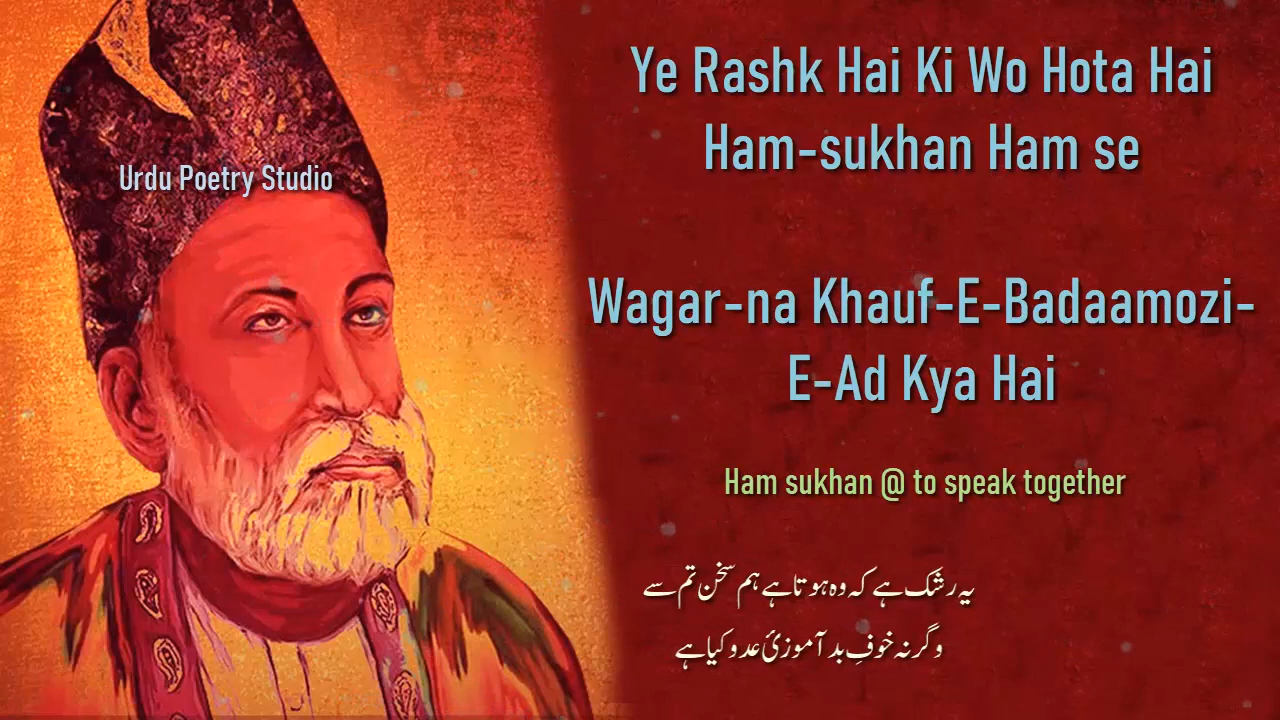 Ye Rashk Hai Ki Wo Hota Hai
Ham-sukhan Ham se
Urdu Poetry Studio
Wagar-na Khauf-E-Badaamozi-
E-Ad Kya Hai
Ham sukhan @ to speak together
یہ رشک ہے کہ وہ ہوتا ہے ہم سخن تم سے
وگرنہ خوفِ بد آموزیٔ عدو کیا ہے